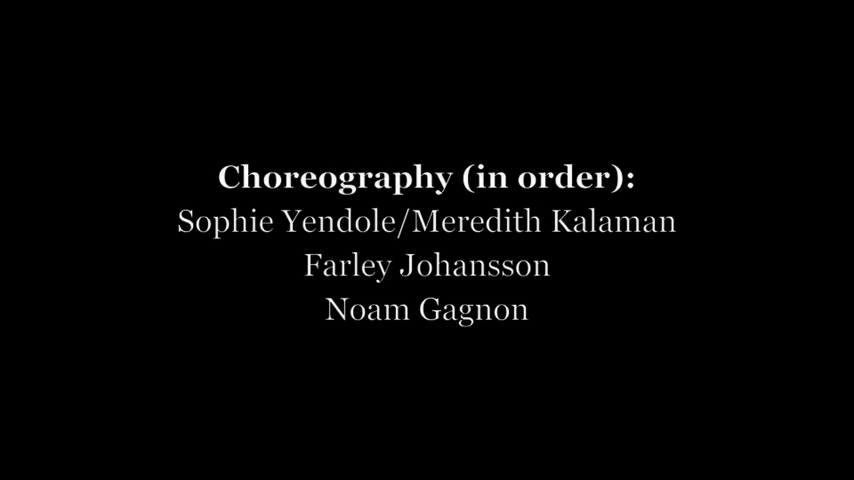 Choreography (in order):
Sophie Yendole/Meredith Kalaman
Farley Johansson
Noam Gagnon